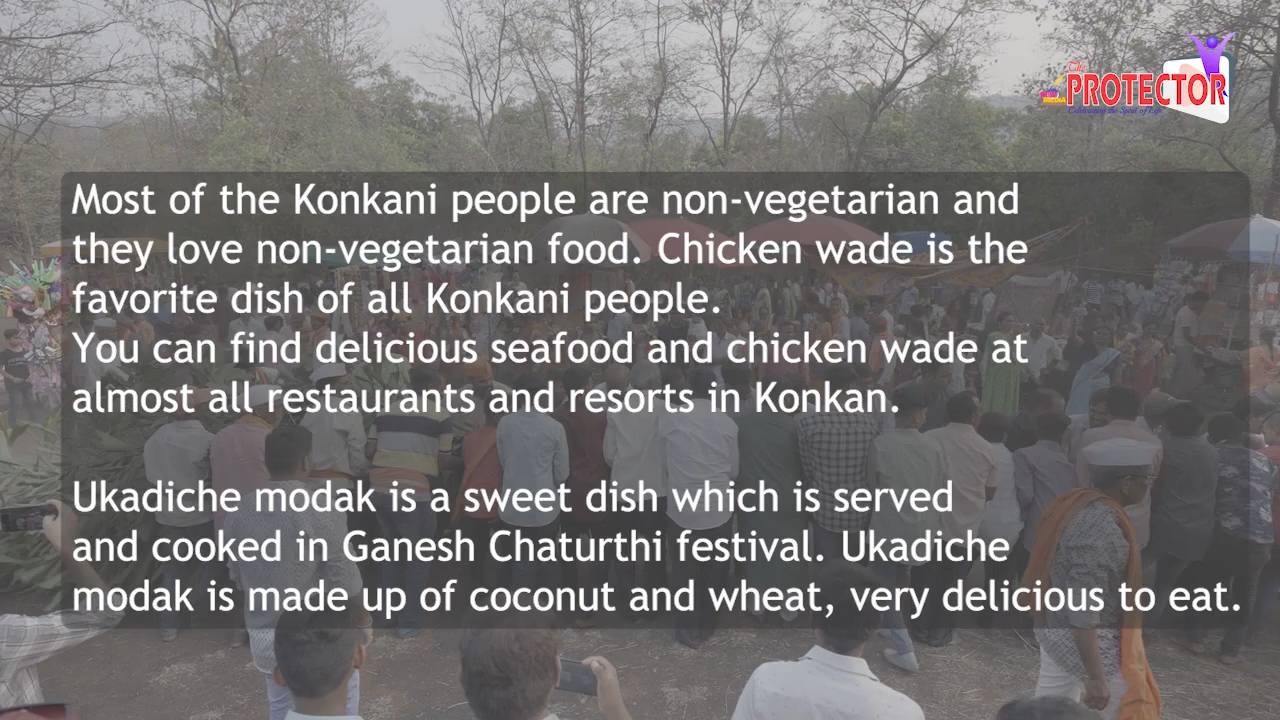 The
PROTECTOR
Most of the Konkani people are non-vegetarian and
they love non-vegetarian food. Chicken wade is the
favorite dish of all Konkani people.
You can find delicious seafood and chicken wade at
almost all restaurants and resorts in Konkan.
Ukadiche modak is a sweet dish which is served
and cooked in Ganesh Chaturthi festival. Ukadiche
modak is made up of coconut and wheat, very delicious to eat.